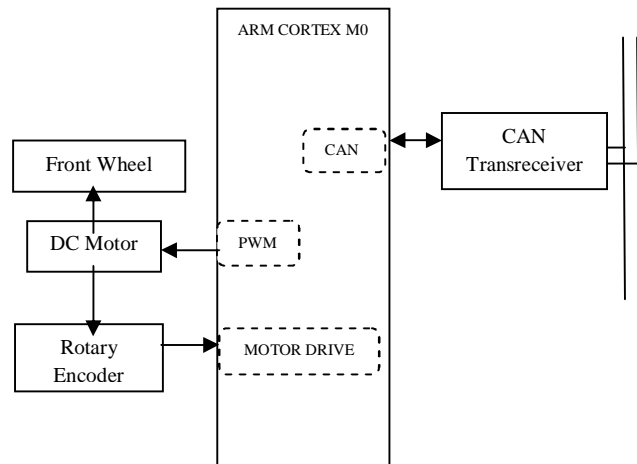 ARM CORTEX M0
CAN
CAN
Transreceiver
Front Wheel
DC Motor
PWM
Rotary
Encoder
MOTOR DRIVE